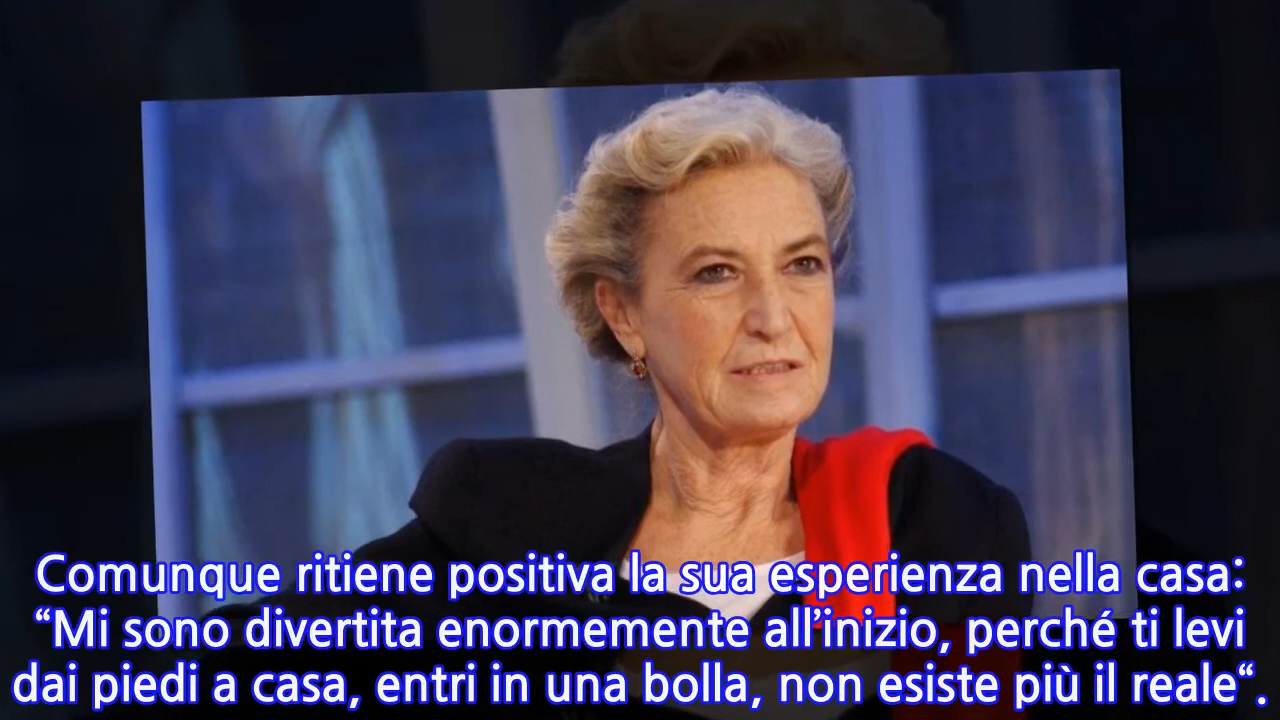 Comunque ritiene positiva la sua esperienza nella casa:
“Mi sono divertita enormemente all’inizio, perché ti levi
dai piedi a casa, entri in una bolla, non esiste più il reale“.